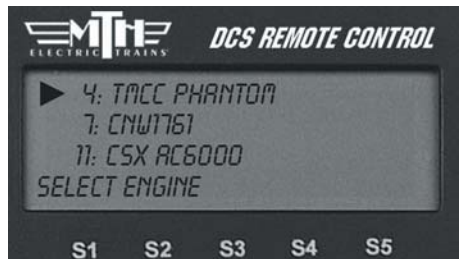 MTH
ELECTRIC TRAINS
DCS REMOTE CONTROL
4: TMCC PHANTOM
7: CNW1761
11: CSX AC6000
SELECT ENGINE
S1 S2 S3 S4 S5